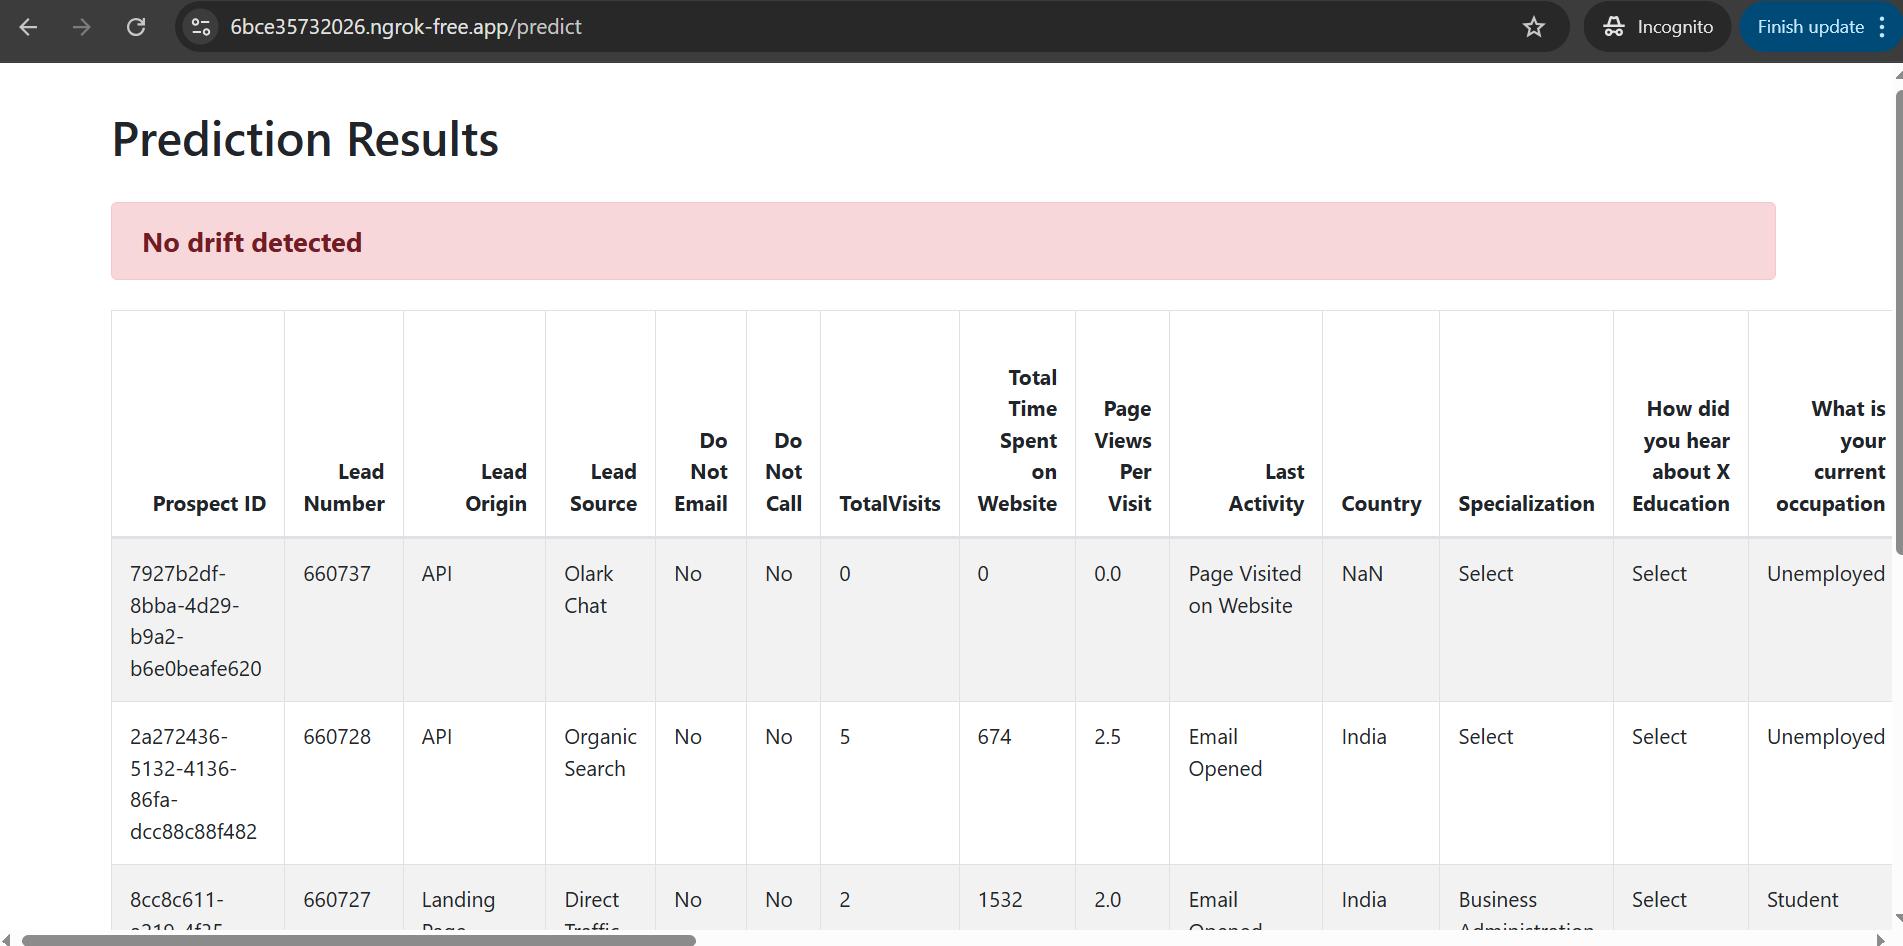 6bce35732026.ngrok-free.app/predict
Incognito
Finish update
Prediction Results
No drift detected
Prospect ID
Lead Number
Lead Origin
Lead Source
Do Not Email
Do Not Call
TotalVisits
Total Time Spent on Website
Page Views Per Visit
Last Activity
Country
Specialization
How did you hear about X Education
What is your current occupation
7927b2df-8bba-4d29-b9a2-b6e0beafe620
660737
API
Olark Chat
No
No
0
0
0.0
Page Visited on Website
NaN
Select
Select
Unemployed
2a272436-5132-4136-86fa-dcc88c88f482
660728
API
Organic Search
No
No
5
674
2.5
Email Opened
India
Select
Select
Unemployed
8cc8c611-
660727
Landing Page
Direct Traffic
No
No
2
1532
2.0
Email Opened
India
Business Administration
Select
Student